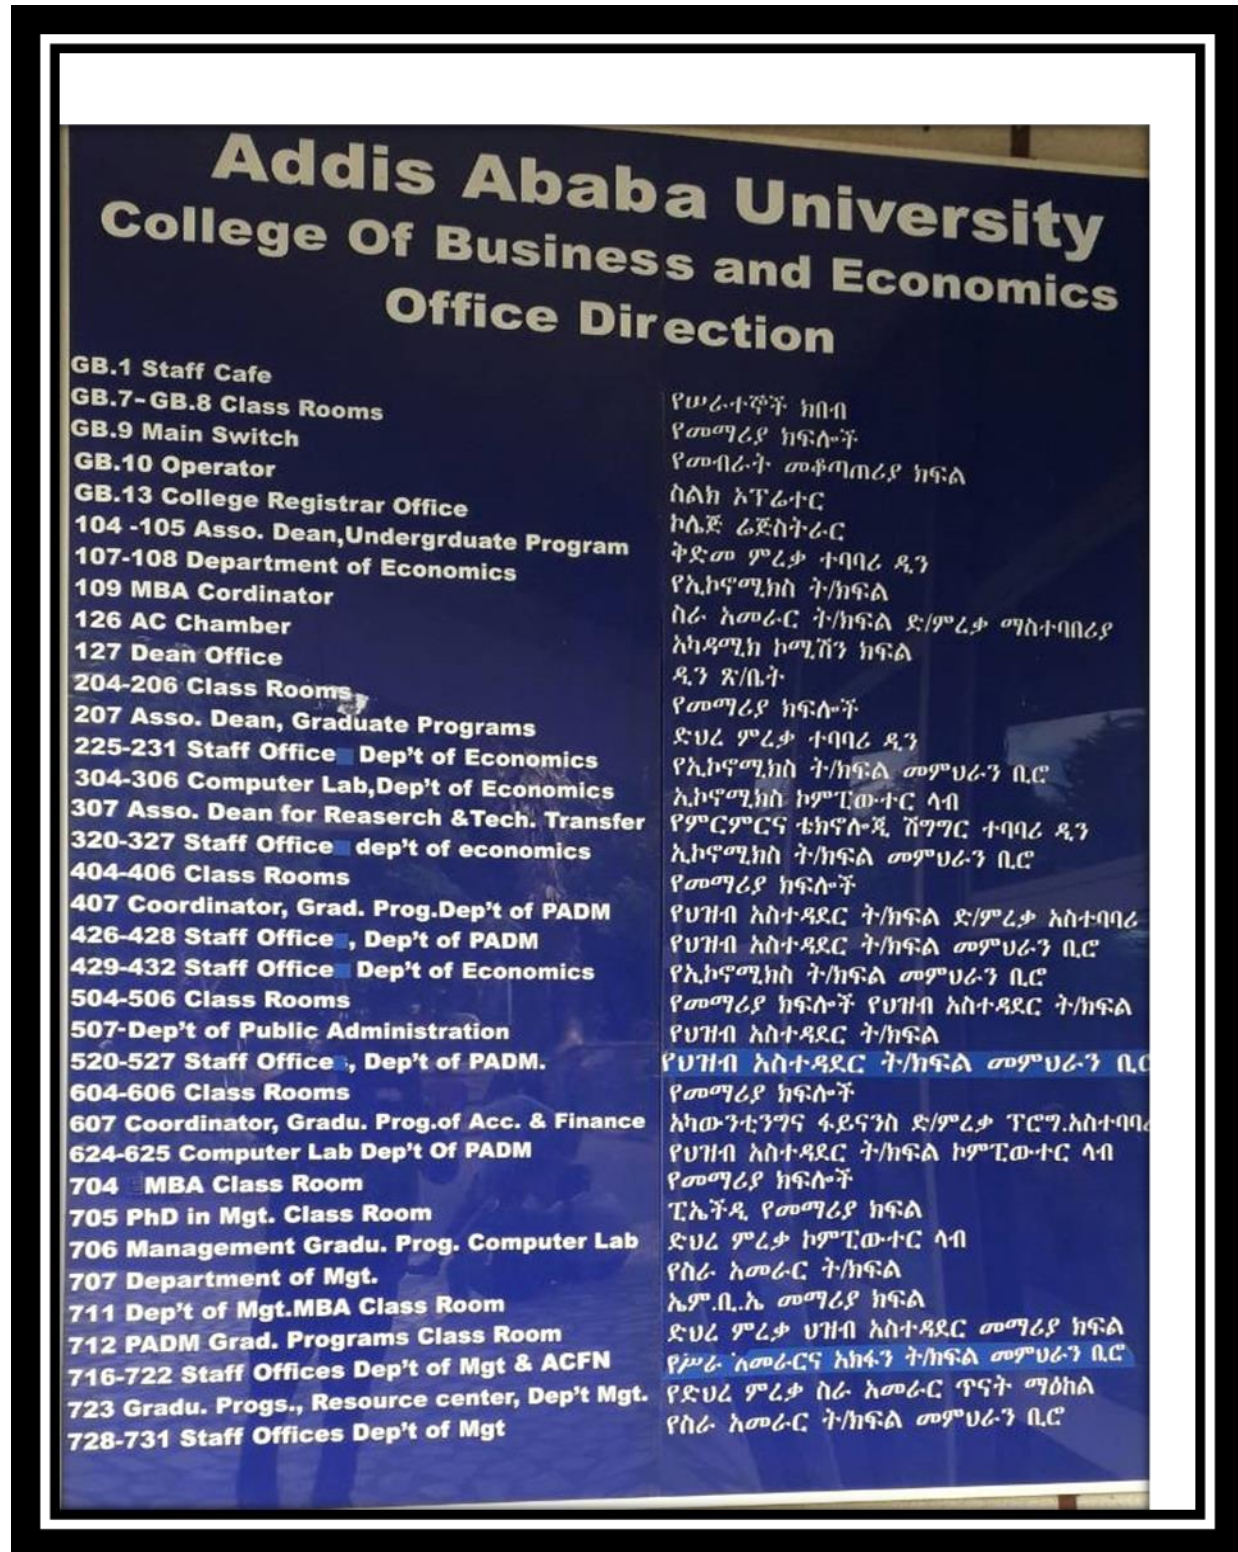 Addis Ababa University
College Of Business and Economics
Office Direction
GB.1 Staff Cafe የሠራተኞች ክበብ
GB.7-GB.8 Class Rooms የመማሪያ ክፍሎች
GB.9 Main Switch የመብራት መቆጣጠሪያ ክፍል
GB.10 Operator ስልክ ኦፕሬተር
GB.13 College Registrar Office ኮሌጅ ሬጅስትራር
104 -105 Asso. Dean,Undergrduate Program ቅድመ ምረቃ ተባባሪ ዲን
107-108 Department of Economics የኢኮኖሚክስ ት/ክፍል
109 MBA Cordinator ስራ አመራር ት/ክፍል ድ/ምረቃ ማስተባበሪያ
126 AC Chamber አካዳሚክ ኮሚሽን ክፍል
127 Dean Office ዲን ጽ/ቤት
204-206 Class Rooms የመማሪያ ክፍሎች
207 Asso. Dean, Graduate Programs ድህረ ምረቃ ተባባሪ ዲን
225-231 Staff Office Dep't of Economics የኢኮኖሚክስ ት/ክፍል መምህራን ቢሮ
304-306 Computer Lab,Dep't of Economics ኢኮኖሚክስ ኮምፒውተር ላብ
307 Asso. Dean for Reaserch &Tech. Transfer የምርምርና ቴክኖሎጂ ሽግግር ተባባሪ ዲን
320-327 Staff Office dep't of economics ኢኮኖሚክስ ት/ክፍል መምህራን ቢሮ
404-406 Class Rooms የመማሪያ ክፍሎች
407 Coordinator, Grad. Prog.Dep't of PADM የህዝብ አስተዳደር ት/ክፍል ድ/ምረቃ አስተባባሪ
426-428 Staff Office , Dep't of PADM የህዝብ አስተዳደር ት/ክፍል መምህራን ቢሮ
429-432 Staff Office Dep't of Economics የኢኮኖሚክስ ት/ክፍል መምህራን ቢሮ
504-506 Class Rooms የመማሪያ ክፍሎች የህዝብ አስተዳደር ት/ክፍል
507-Dep't of Public Administration የህዝብ አስተዳደር ት/ክፍል
520-527 Staff Office , Dep't of PADM. የህዝብ አስተዳደር ት/ክፍል መምህራን ቢሮ
604-606 Class Rooms የመማሪያ ክፍሎች
607 Coordinator, Gradu. Prog.of Acc. & Finance አካውንቲንግና ፋይናንስ ድ/ምረቃ ፕሮግ.አስተባባሪ
624-625 Computer Lab Dep't Of PADM የህዝብ አስተዳደር ት/ክፍል ኮምፒውተር ላብ
704 MBA Class Room የመማሪያ ክፍሎች
705 PhD in Mgt. Class Room ፒኤችዲ የመማሪያ ክፍል
706 Management Gradu. Prog. Computer Lab ድህረ ምረቃ ኮምፒውተር ላብ
707 Department of Mgt. የስራ አመራር ት/ክፍል
711 Dep't of Mgt.MBA Class Room ኤም.ቢ.ኤ መማሪያ ክፍል
712 PADM Grad. Programs Class Room ድህረ ምረቃ ህዝብ አስተዳደር መማሪያ ክፍል
716-722 Staff Offices Dep't of Mgt & ACFN የሥራ አመራርና አክፋን ት/ክፍል መምህራን ቢሮ
723 Gradu. Progs., Resource center, Dep't Mgt. የድህረ ምረቃ ስራ አመራር ጥናት ማዕከል
728-731 Staff Offices Dep't of Mgt የስራ አመራር ት/ክፍል መምህራን ቢሮ